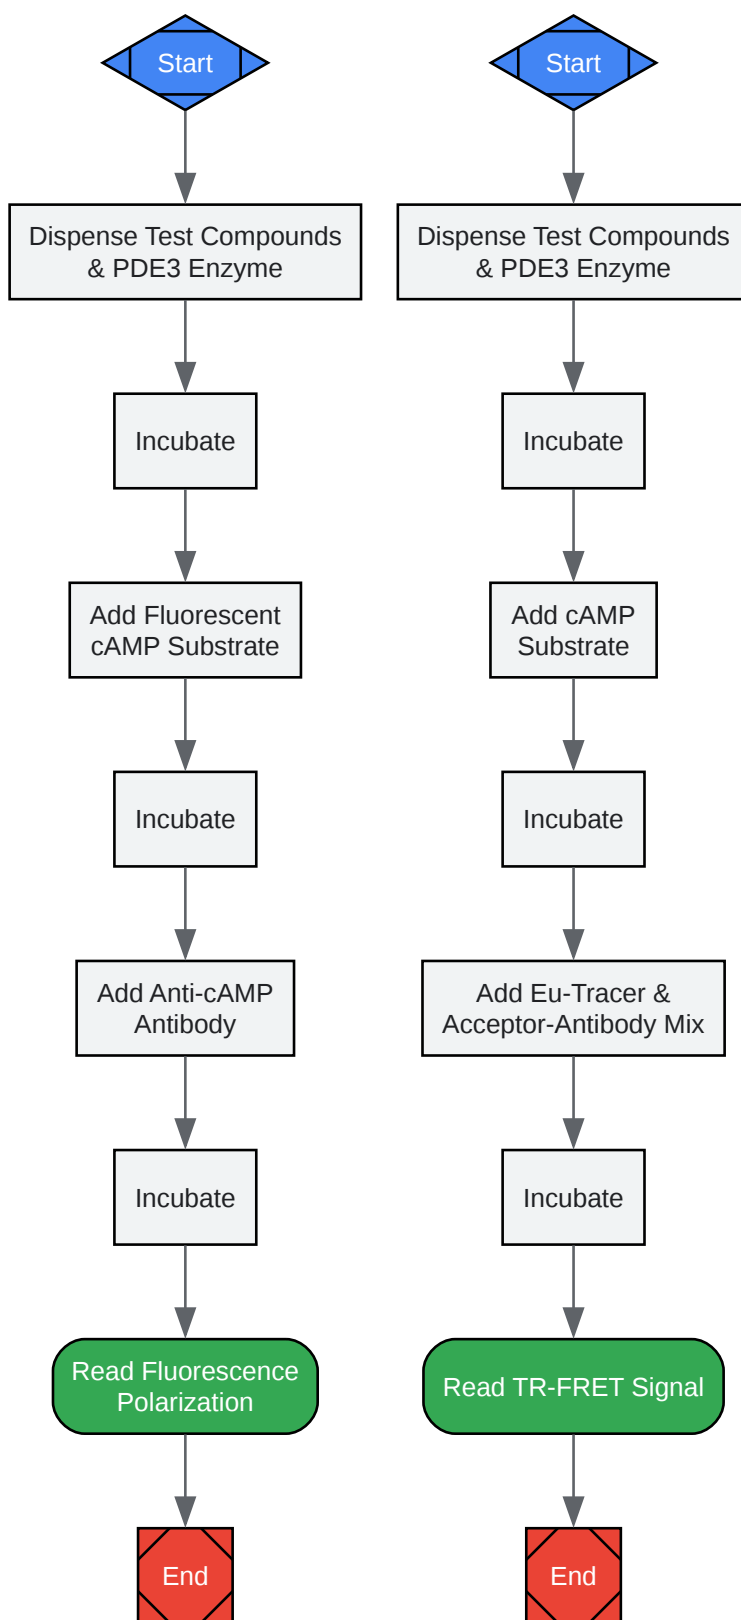 Start
Dispense Test Compounds
& PDE3 Enzyme
Incubate
Add Fluorescent
cAMP Substrate
Incubate
Add Anti-cAMP
Antibody
Incubate
Read Fluorescence
Polarization
End
Start
Dispense Test Compounds
& PDE3 Enzyme
Incubate
Add cAMP
Substrate
Incubate
Add Eu-Tracer &
Acceptor-Antibody Mix
Incubate
Read TR-FRET Signal
End